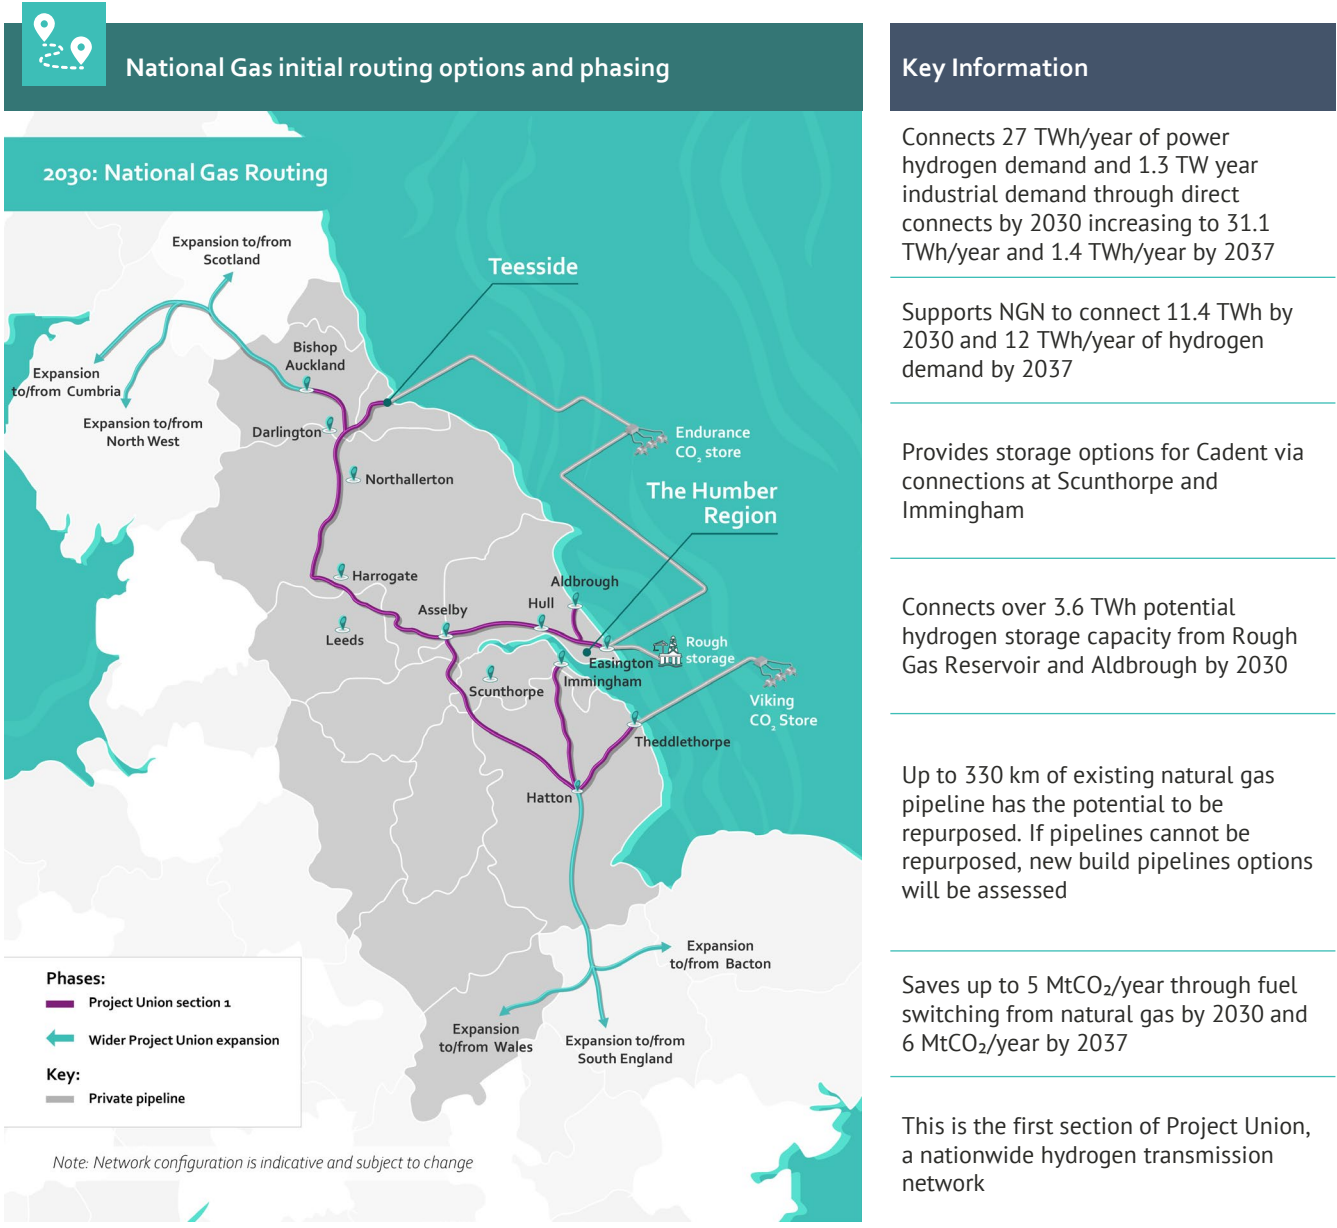 National Gas initial routing options and phasing
2030: National Gas Routing
Expansion to/from
Scotland
Teesside
Bishop
Auckland
Expansion
to/from Cumbria
Expansion to/from
North West
Darlington
Endurance
CO₂ store
Northallerton
The Humber
Region
Harrogate
Aldbrough
Asselby
Hull
Leeds
Rough
storage
Easington
Immingham
Scunthorpe
Viking
CO₂ Store
Theddlethorpe
Hatton
Expansion
to/from Bacton
Expansion
to/from Wales
Expansion to/from
South England
Phases:
Project Union section 1
Wider Project Union expansion
Key:
Private pipeline
Note: Network configuration is indicative and subject to change
Key Information
Connects 27 TWh/year of power
hydrogen demand and 1.3 TW year
industrial demand through direct
connects by 2030 increasing to 31.1
TWh/year and 1.4 TWh/year by 2037
Supports NGN to connect 11.4 TWh by
2030 and 12 TWh/year of hydrogen
demand by 2037
Provides storage options for Cadent via
connections at Scunthorpe and
Immingham
Connects over 3.6 TWh potential
hydrogen storage capacity from Rough
Gas Reservoir and Aldbrough by 2030
Up to 330 km of existing natural gas
pipeline has the potential to be
repurposed. If pipelines cannot be
repurposed, new build pipelines options
will be assessed
Saves up to 5 MtCO₂/year through fuel
switching from natural gas by 2030 and
6 MtCO₂/year by 2037
This is the first section of Project Union,
a nationwide hydrogen transmission
network